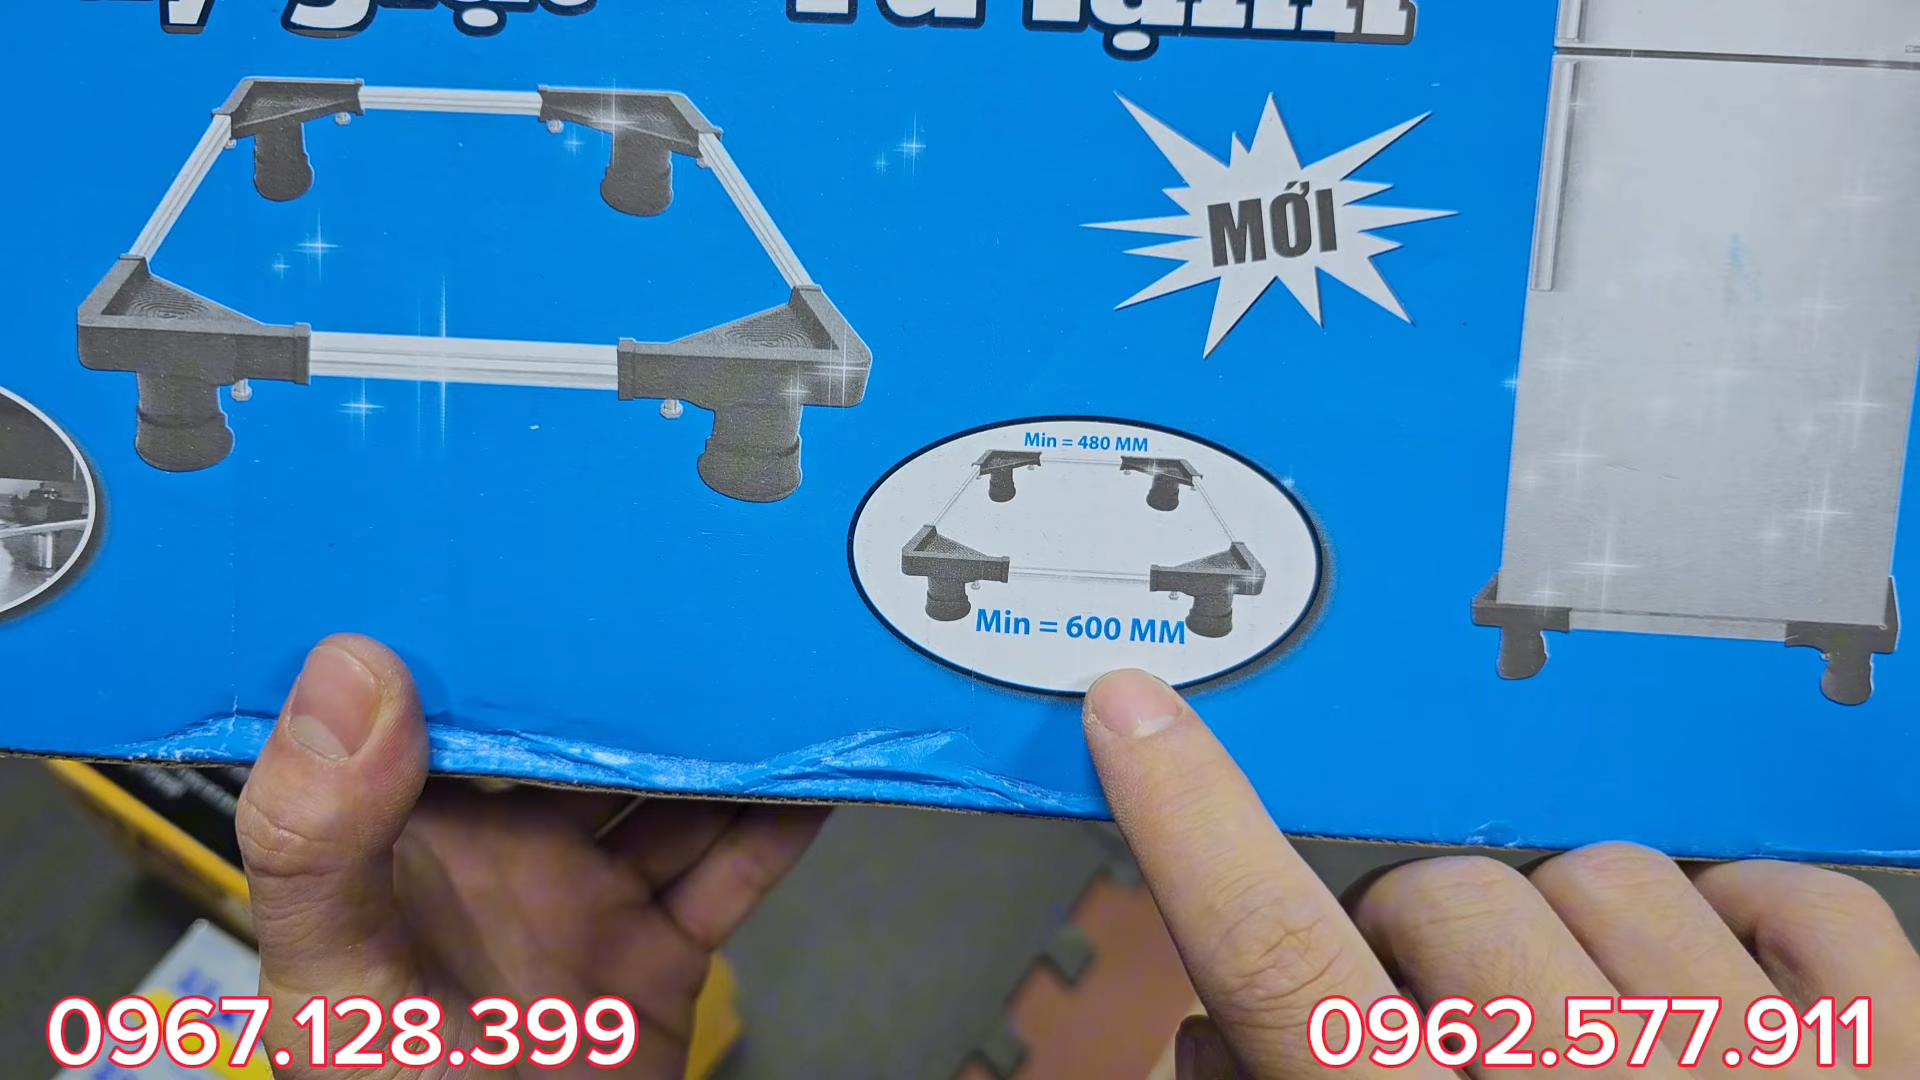 MỚI
Min = 480 MM
Min = 600 MM
0967.128.399
0962.577.911